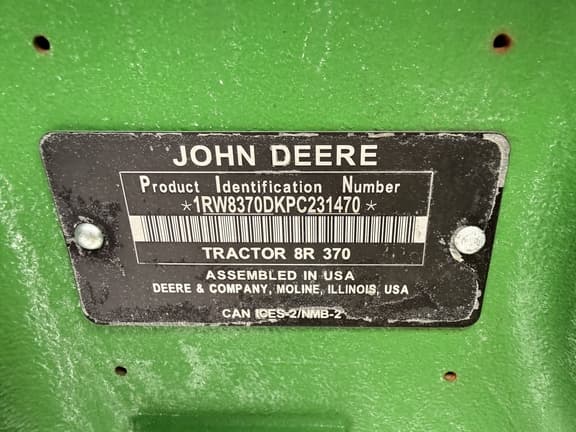 JOHN DEERE
Product Identification Number
*1RW8370DKPC231470*
TRACTOR 8R 370
ASSEMBLED IN USA
DEERE & COMPANY, MOLINE, ILLINOIS, USA
CAN ICES-2/NMB-2